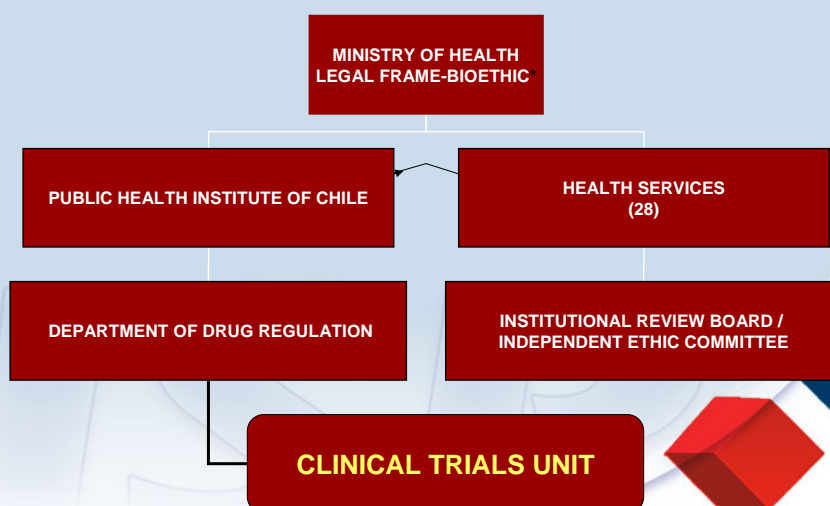 MINISTRY OF HEALTH
LEGAL FRAME-BIOETHIC*
PUBLIC HEALTH INSTITUTE OF CHILE
HEALTH SERVICES
(28)
DEPARTMENT OF DRUG REGULATION
INSTITUTIONAL REVIEW BOARD /
INDEPENDENT ETHIC COMMITTEE
CLINICAL TRIALS UNIT